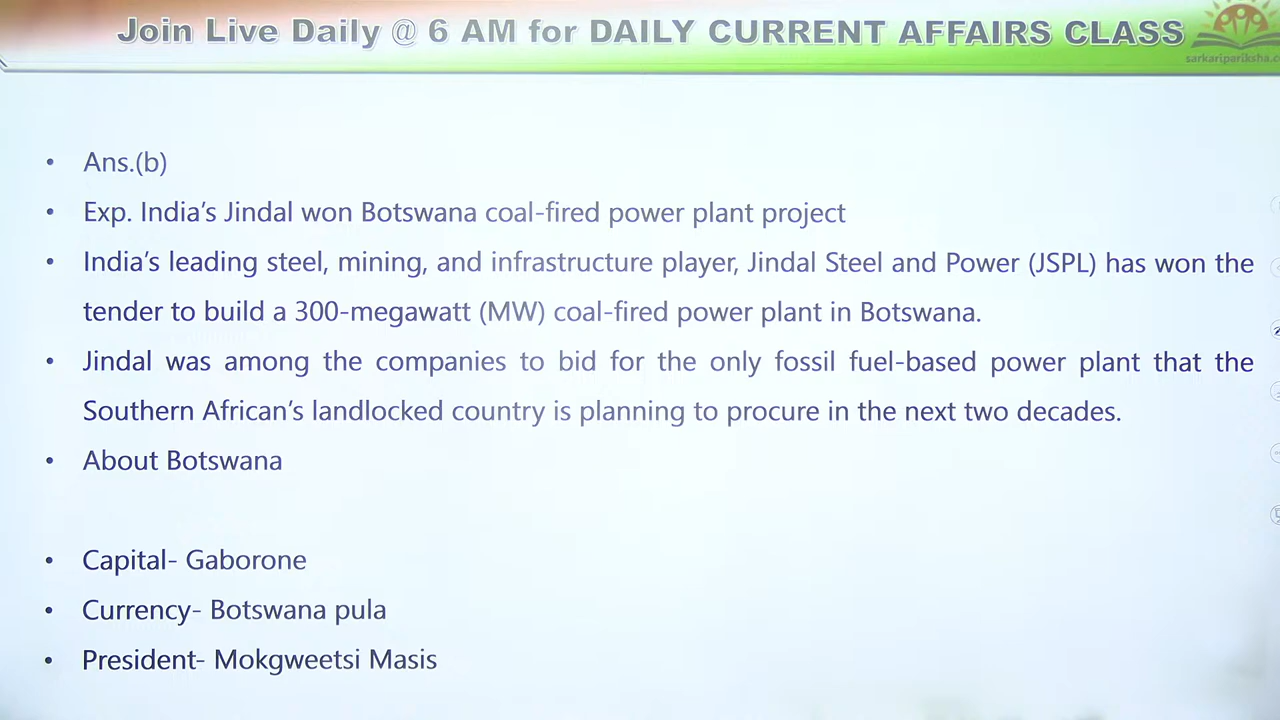 Join Live Daily @ 6 AM for DAILY CURRENT AFFAIRS CLASS
• Ans.(b)
• Exp. India's Jindal won Botswana coal-fired power plant project
• India's leading steel, mining, and infrastructure player, Jindal Steel and Power (JSPL) has won the
tender to build a 300-megawatt (MW) coal-fired power plant in Botswana.
• Jindal was among the companies to bid for the only fossil fuel-based power plant that the
Southern African's landlocked country is planning to procure in the next two decades.
• About Botswana
• Capital- Gaborone
• Currency- Botswana pula
• President- Mokgweetsi Masis